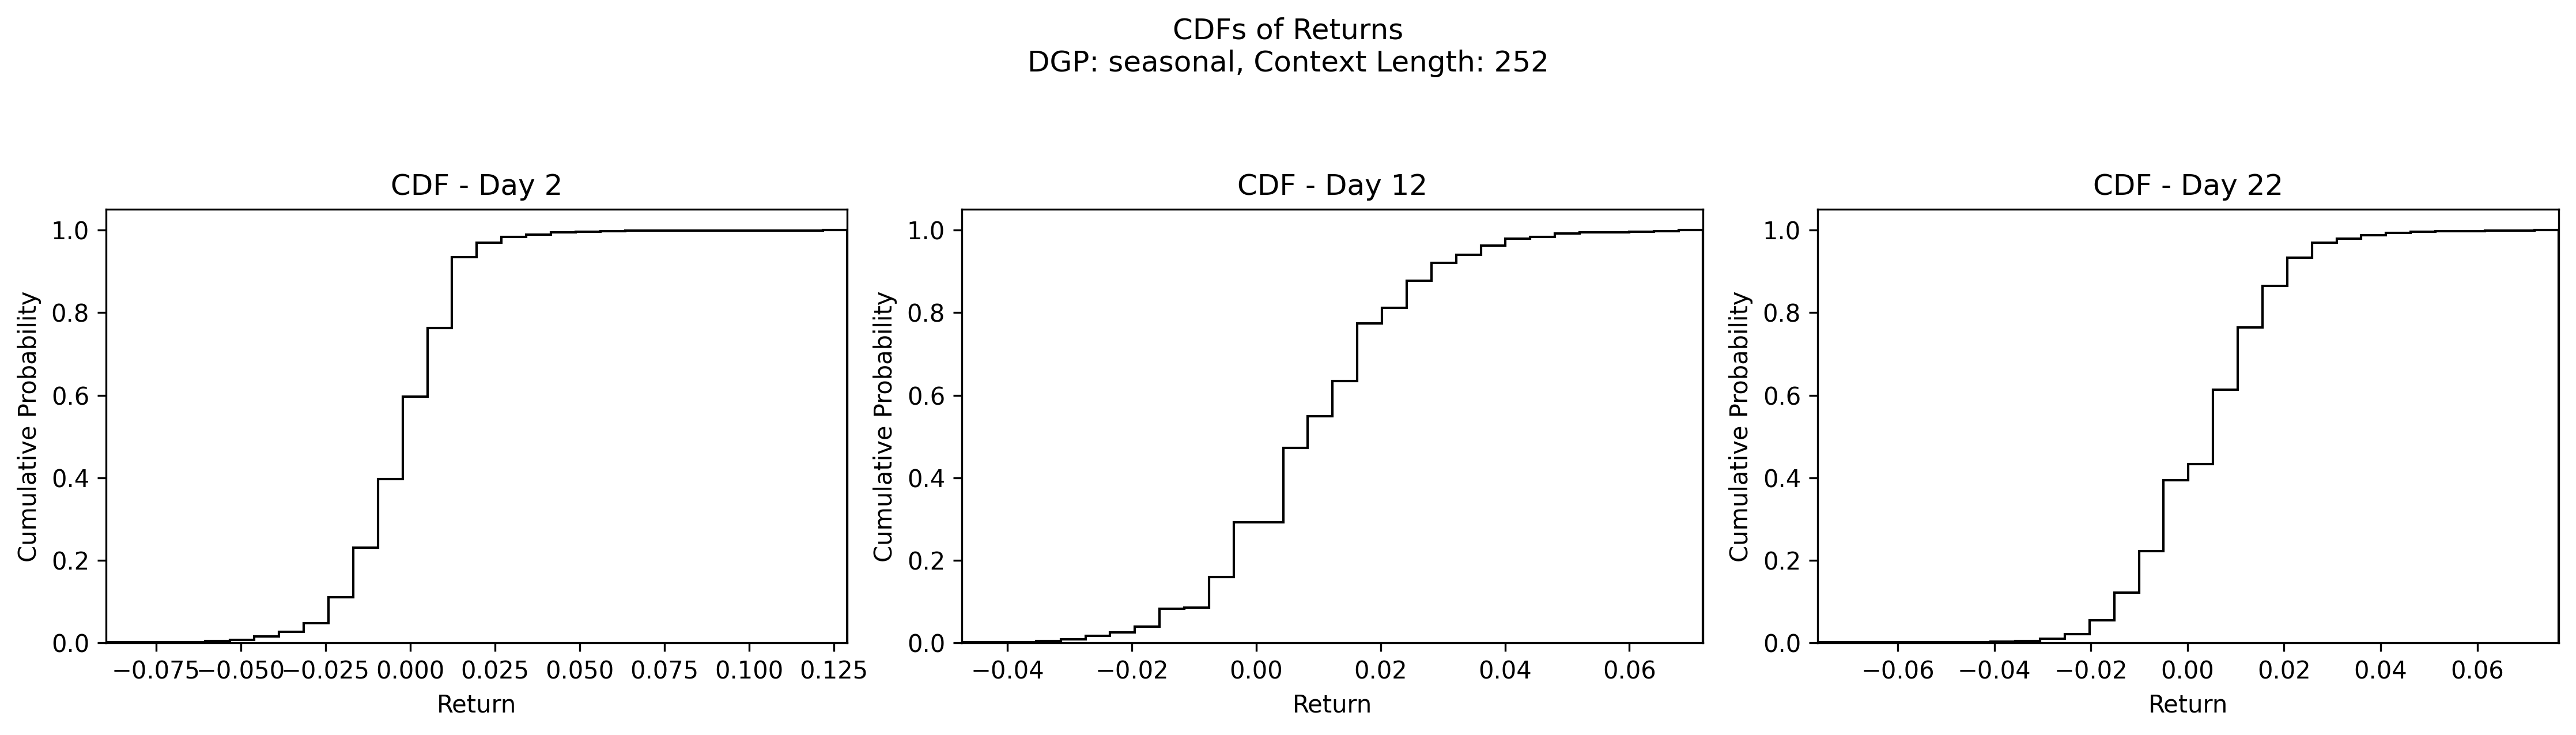 CDFs of Returns
DGP: seasonal, Context Length: 252
CDF - Day 2
Cumulative Probability
1.0
0.8
0.6
0.4
0.2
0.0
−0.075 −0.050 −0.025 0.000 0.025 0.050 0.075 0.100 0.125
Return
CDF - Day 12
Cumulative Probability
1.0
0.8
0.6
0.4
0.2
0.0
−0.04 −0.02 0.00 0.02 0.04 0.06
Return
CDF - Day 22
Cumulative Probability
1.0
0.8
0.6
0.4
0.2
0.0
−0.06 −0.04 −0.02 0.00 0.02 0.04 0.06
Return